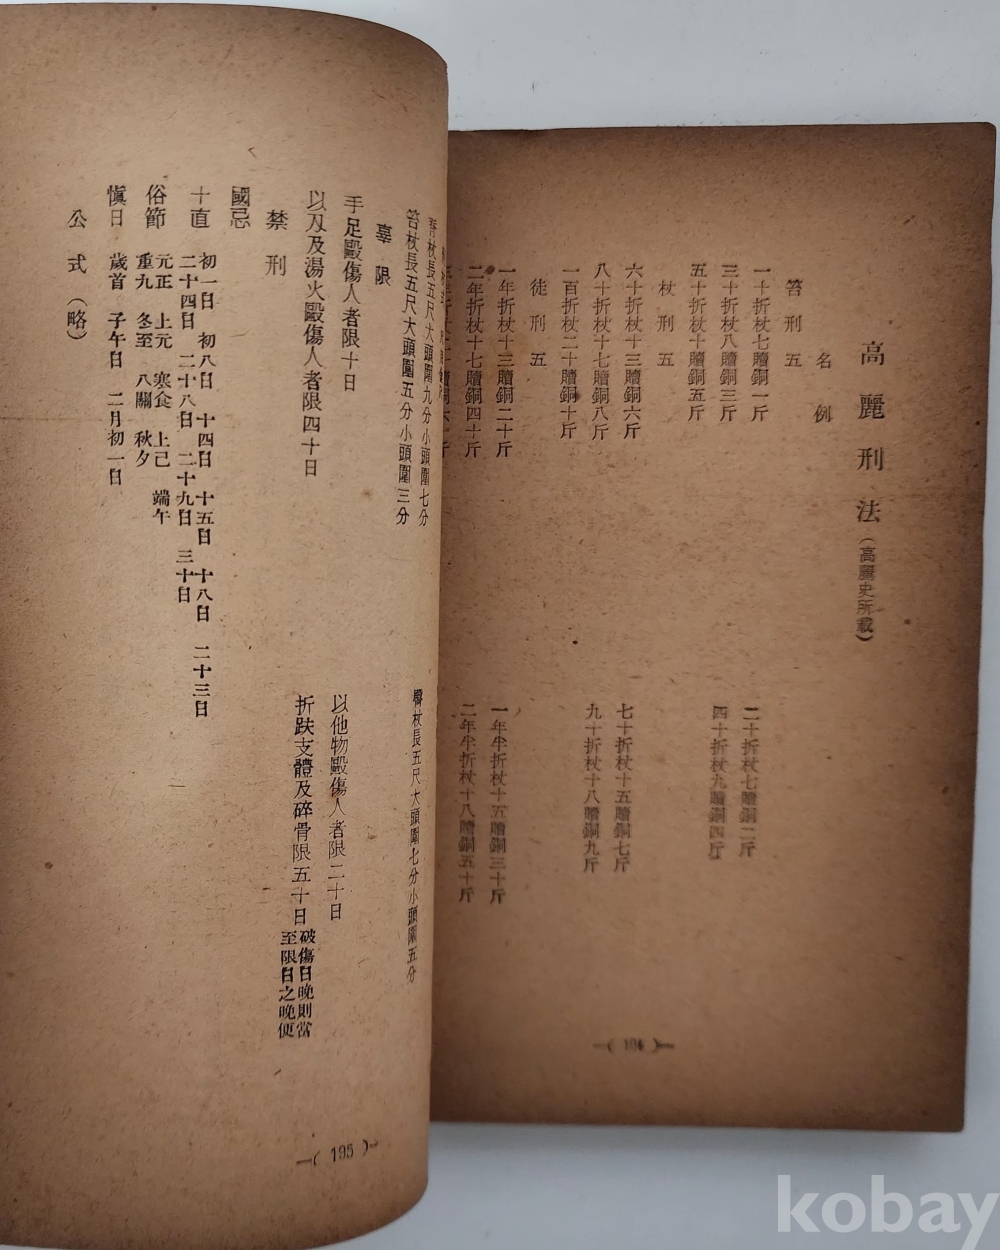 高麗刑法(高麗史所載)
名例
笞刑五
一十折杖七贖銅一斤
二十折杖七贖銅二斤
三十折杖八贖銅三斤
四十折杖九贖銅四斤
五十折杖十贖銅五斤
杖刑五
六十折杖十三贖銅六斤
七十折杖十五贖銅七斤
八十折杖十七贖銅八斤
九十折杖十八贖銅九斤
一百折杖二十贖銅十斤
徒刑五
一年折杖十三贖銅二十斤
一年半折杖十五贖銅三十斤
二年折杖十七贖銅四十斤
二年半折杖十八贖銅五十斤
—( 194 )—
脊杖長五尺大頭圍九分小頭圍七分
臀杖長五尺大頭圍七分小頭圍五分
笞杖長五尺大頭圍五分小頭圍三分
辜限
手足毆傷人者限十日
以他物毆傷人者限二十日
以刄及湯火毆傷人者限四十日
折跌支體及碎骨限五十日
破傷日晚則當
至限日之晚便
禁刑
國忌
十直
初一日 初八日 十四日 十五日 十八日 二十三日
二十四日 二十八日 二十九日 三十日
俗節
元正 上元 寒食 上巳 端午
重九 冬至 八關 秋夕
愼日 歲首 子午日 二月初一日
公式(略)
—( 195 )—
kobay